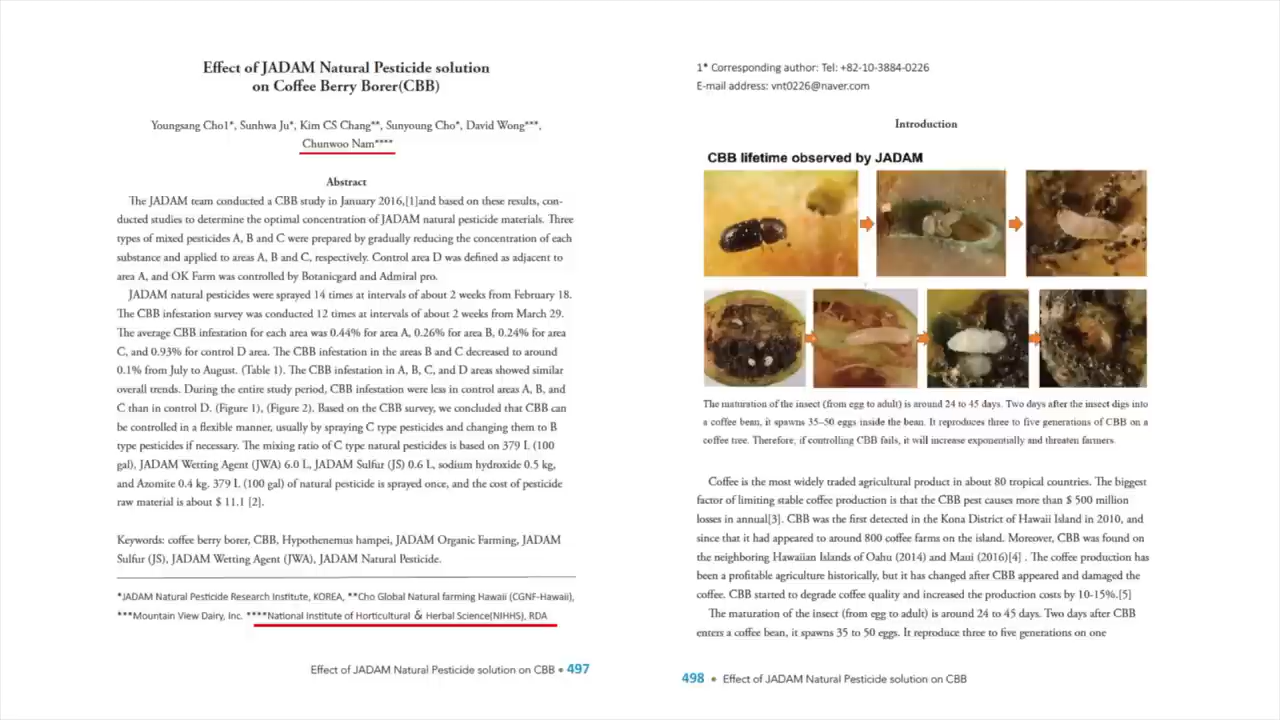 Effect of JADAM Natural Pesticide solution
on Coffee Berry Borer(CBB)
Youngsang Cho1*, Sunhwa Ju*, Kim CS Chang**, Sunyoung Cho*, David Wong***,
Chunwoo Nam****
Abstract
The JADAM team conducted a CBB study in January 2016,[1]and based on these results, con-
ducted studies to determine the optimal concentration of JADAM natural pesticide materials. Three
types of mixed pesticides A, B and C were prepared by gradually reducing the concentration of each
substance and applied to areas A, B and C, respectively. Control area D was defined as adjacent to
area A, and OK Farm was controlled by Botanicgard and Admiral pro.
JADAM natural pesticides were sprayed 14 times at intervals of about 2 weeks from February 18.
The CBB infestation survey was conducted 12 times at intervals of about 2 weeks from March 29.
The average CBB infestation for each area was 0.44% for area A, 0.26% for area B, 0.24% for area
C, and 0.93% for control D area. The CBB infestation in the areas B and C decreased to around
0.1% from July to August. (Table 1). The CBB infestation in A, B, C, and D areas showed similar
overall trends. During the entire study period, CBB infestation were less in control areas A, B, and
C than in control D. (Figure 1), (Figure 2). Based on the CBB survey, we concluded that CBB can
be controlled in a flexible manner, usually by spraying C type pesticides and changing them to B
type pesticides if necessary. The mixing ratio of C type natural pesticides is based on 379 L (100
gal), JADAM Wetting Agent (JWA) 6.0 L, JADAM Sulfur (JS) 0.6 L, sodium hydroxide 0.5 kg,
and Azomite 0.4 kg. 379 L (100 gal) of natural pesticide is sprayed once, and the cost of pesticide
raw material is about $ 11.1 [2].
Keywords: coffee berry borer, CBB, Hypothenemus hampei, JADAM Organic Farming, JADAM
Sulfur (JS), JADAM Wetting Agent (JWA), JADAM Natural Pesticide.
*JADAM Natural Pesticide Research Institute, KOREA, **Cho Global Natural farming Hawaii (CGNF-Hawaii),
***Mountain View Dairy, Inc. ****National Institute of Horticultural & Herbal Science(NIHHS), RDA
Effect of JADAM Natural Pesticide solution on CBB • 497
1* Corresponding author: Tel: +82-10-3884-0226
E-mail address: vnt0226@naver.com
Introduction
CBB lifetime observed by JADAM
The maturation of the insect (from egg to adult) is around 24 to 45 days. Two days after the insect digs into
a coffee bean, it spawns 35–50 eggs inside the bean. It reproduces three to five generations of CBB on a
coffee tree. Therefore, if controlling CBB fails, it will increase exponentially and threaten farmers.
Coffee is the most widely traded agricultural product in about 80 tropical countries. The biggest
factor of limiting stable coffee production is that the CBB pest causes more than $ 500 million
losses in annual[3]. CBB was the first detected in the Kona District of Hawaii Island in 2010, and
since that it had appeared to around 800 coffee farms on the island. Moreover, CBB was found on
the neighboring Hawaiian Islands of Oahu (2014) and Maui (2016)[4] . The coffee production has
been a profitable agriculture historically, but it has changed after CBB appeared and damaged the
coffee. CBB started to degrade coffee quality and increased the production costs by 10-15%.[5]
The maturation of the insect (from egg to adult) is around 24 to 45 days. Two days after CBB
enters a coffee bean, it spawns 35 to 50 eggs. It reproduce three to five generations on one
498 • Effect of JADAM Natural Pesticide solution on CBB